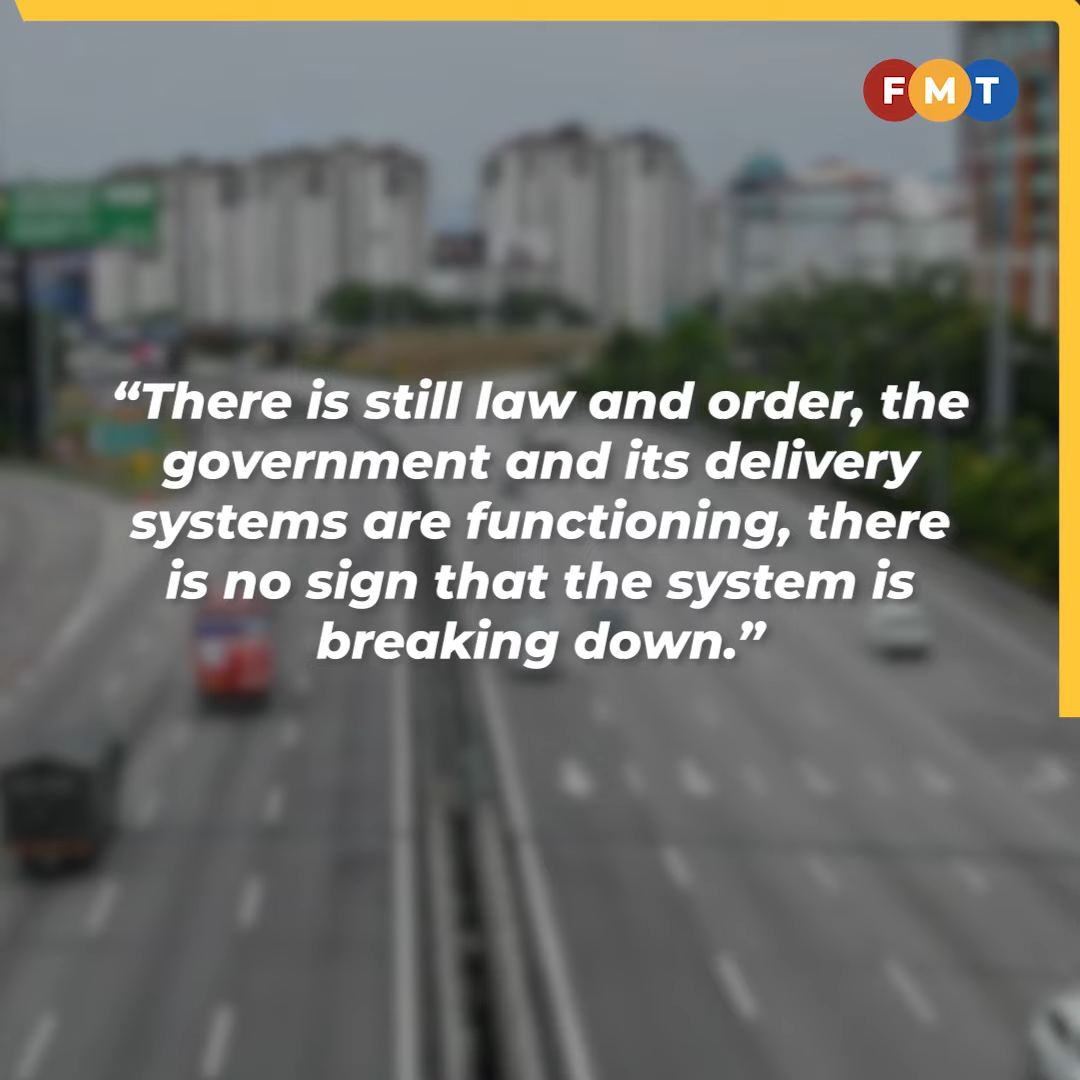 FMT
“There is still law and order, the
government and its delivery
systems are functioning, there
is no sign that the system is
breaking down.”